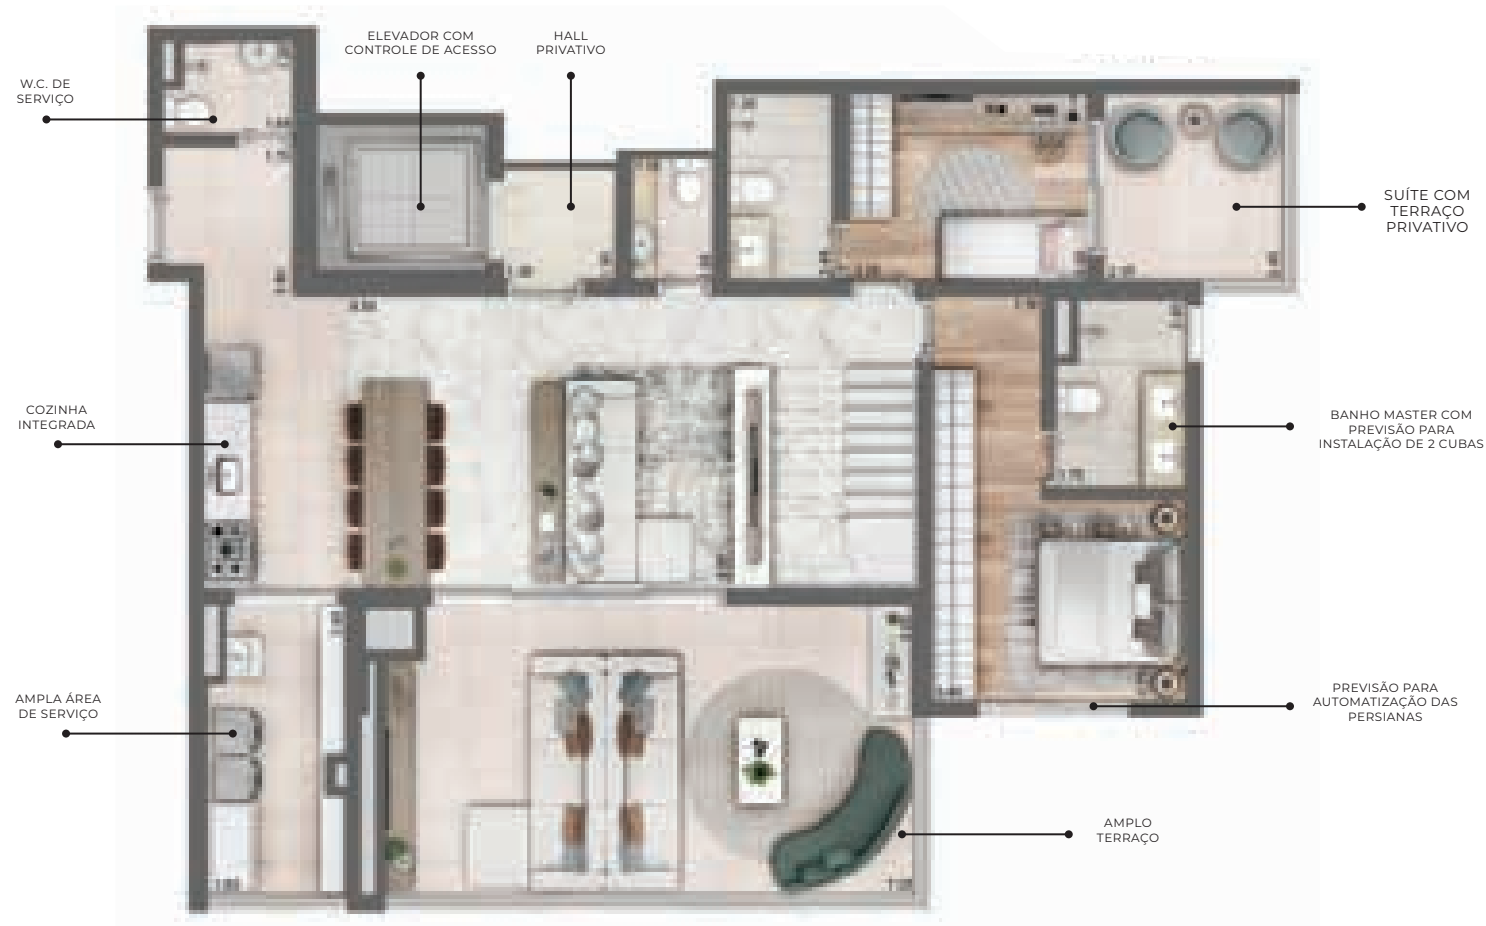 ELEVADOR COM
CONTROLE DE ACESSO
HALL
PRIVATIVO
W.C. DE
SERVIÇO
SUÍTE COM
TERRAÇO
PRIVATIVO
COZINHA
INTEGRADA
BANHO MASTER COM
PREVISÃO PARA
INSTALAÇÃO DE 2 CUBAS
AMPLA ÁREA
DE SERVIÇO
PREVISÃO PARA
AUTOMATIZAÇÃO DAS
PERSIANAS
AMPLO
TERRAÇO